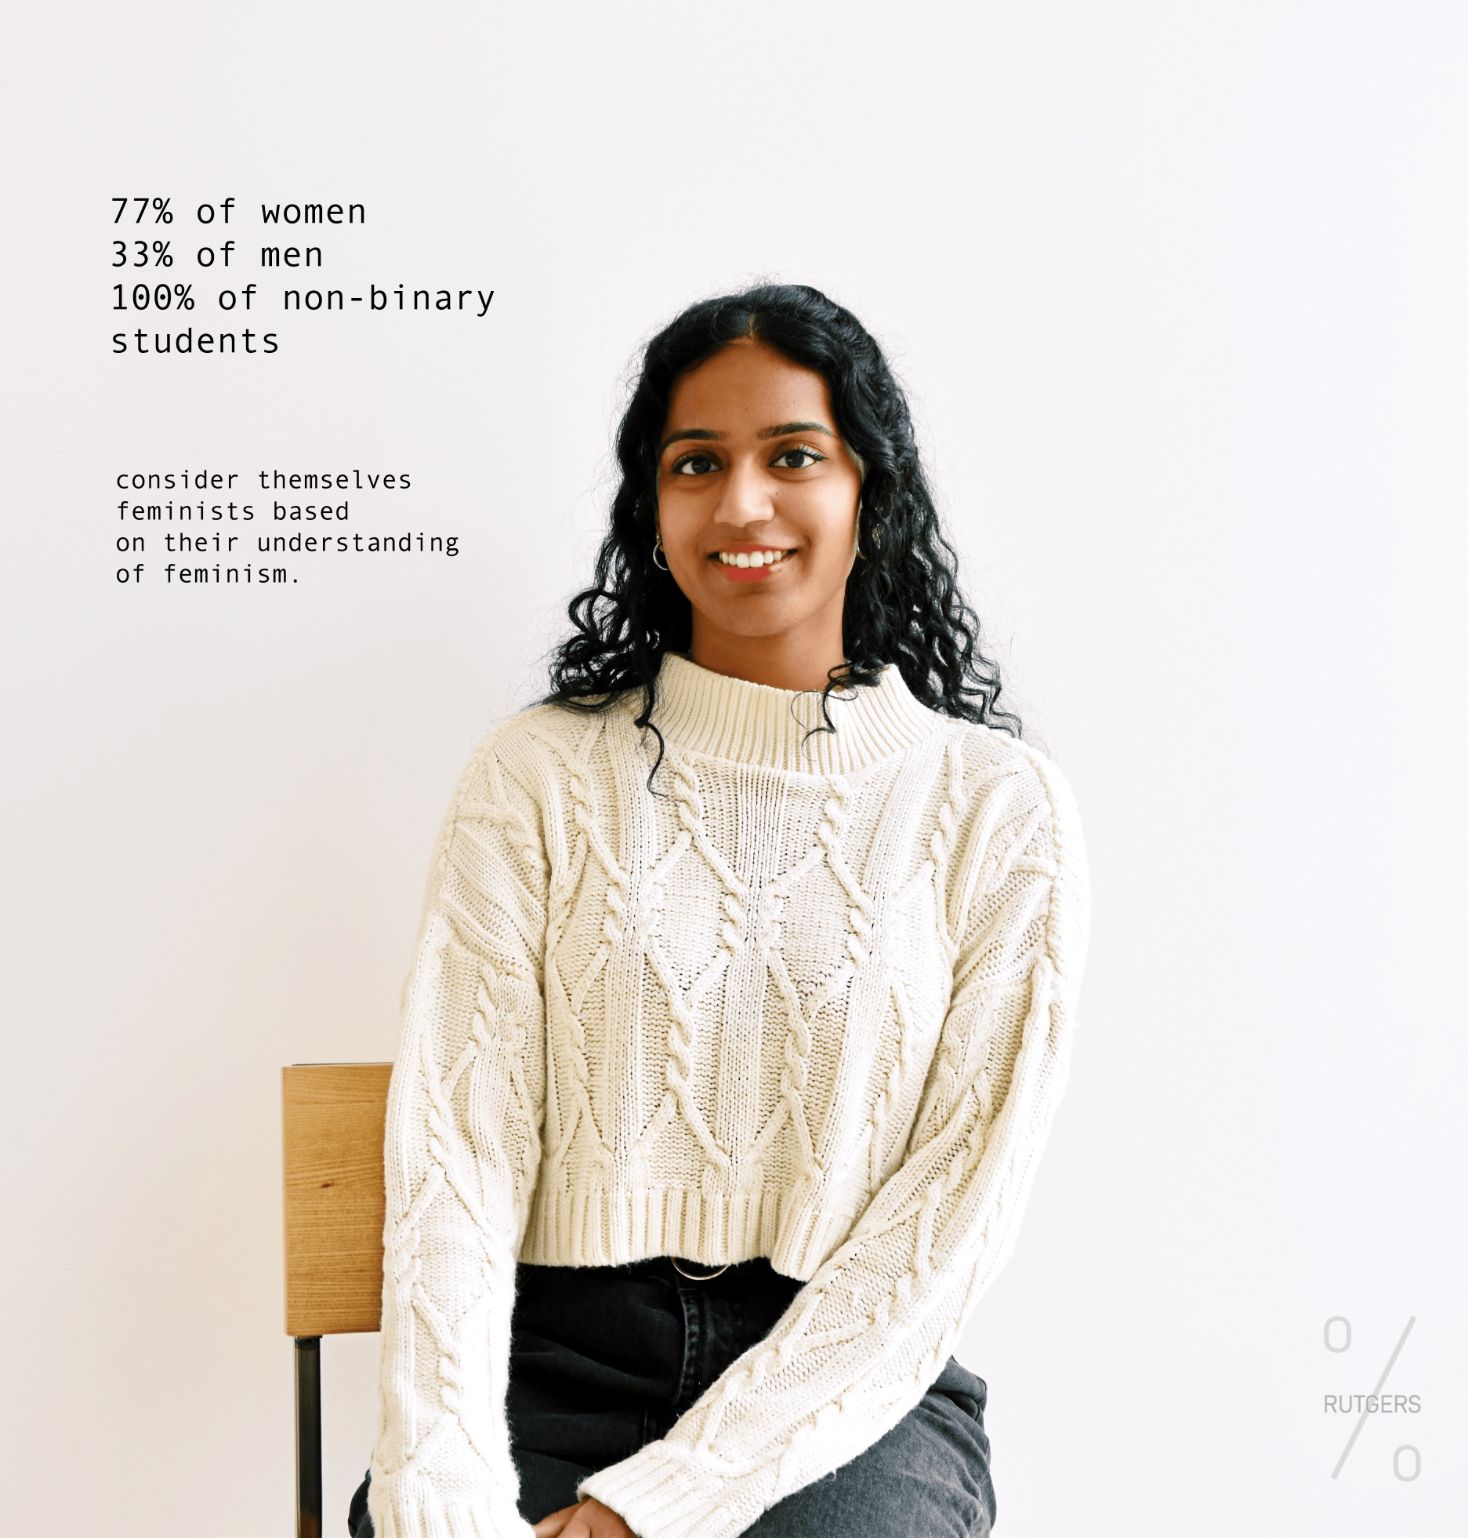 77% of women
33% of men
100% of non-binary
students
consider themselves
feminists based
on their understanding
of feminism.
%
RUTGERS